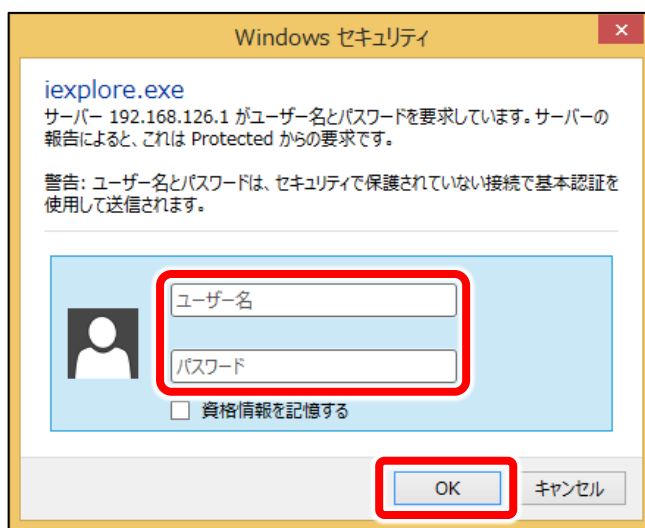 Windows セキュリティ
×
iexplore.exe
サーバー 192.168.126.1 がユーザー名とパスワードを要求しています。サーバーの
報告によると、これは Protected からの要求です。
警告: ユーザー名とパスワードは、セキュリティで保護されていない接続で基本認証を
使用して送信されます。
ユーザー名
パスワード
資格情報を記憶する
OK
キャンセル